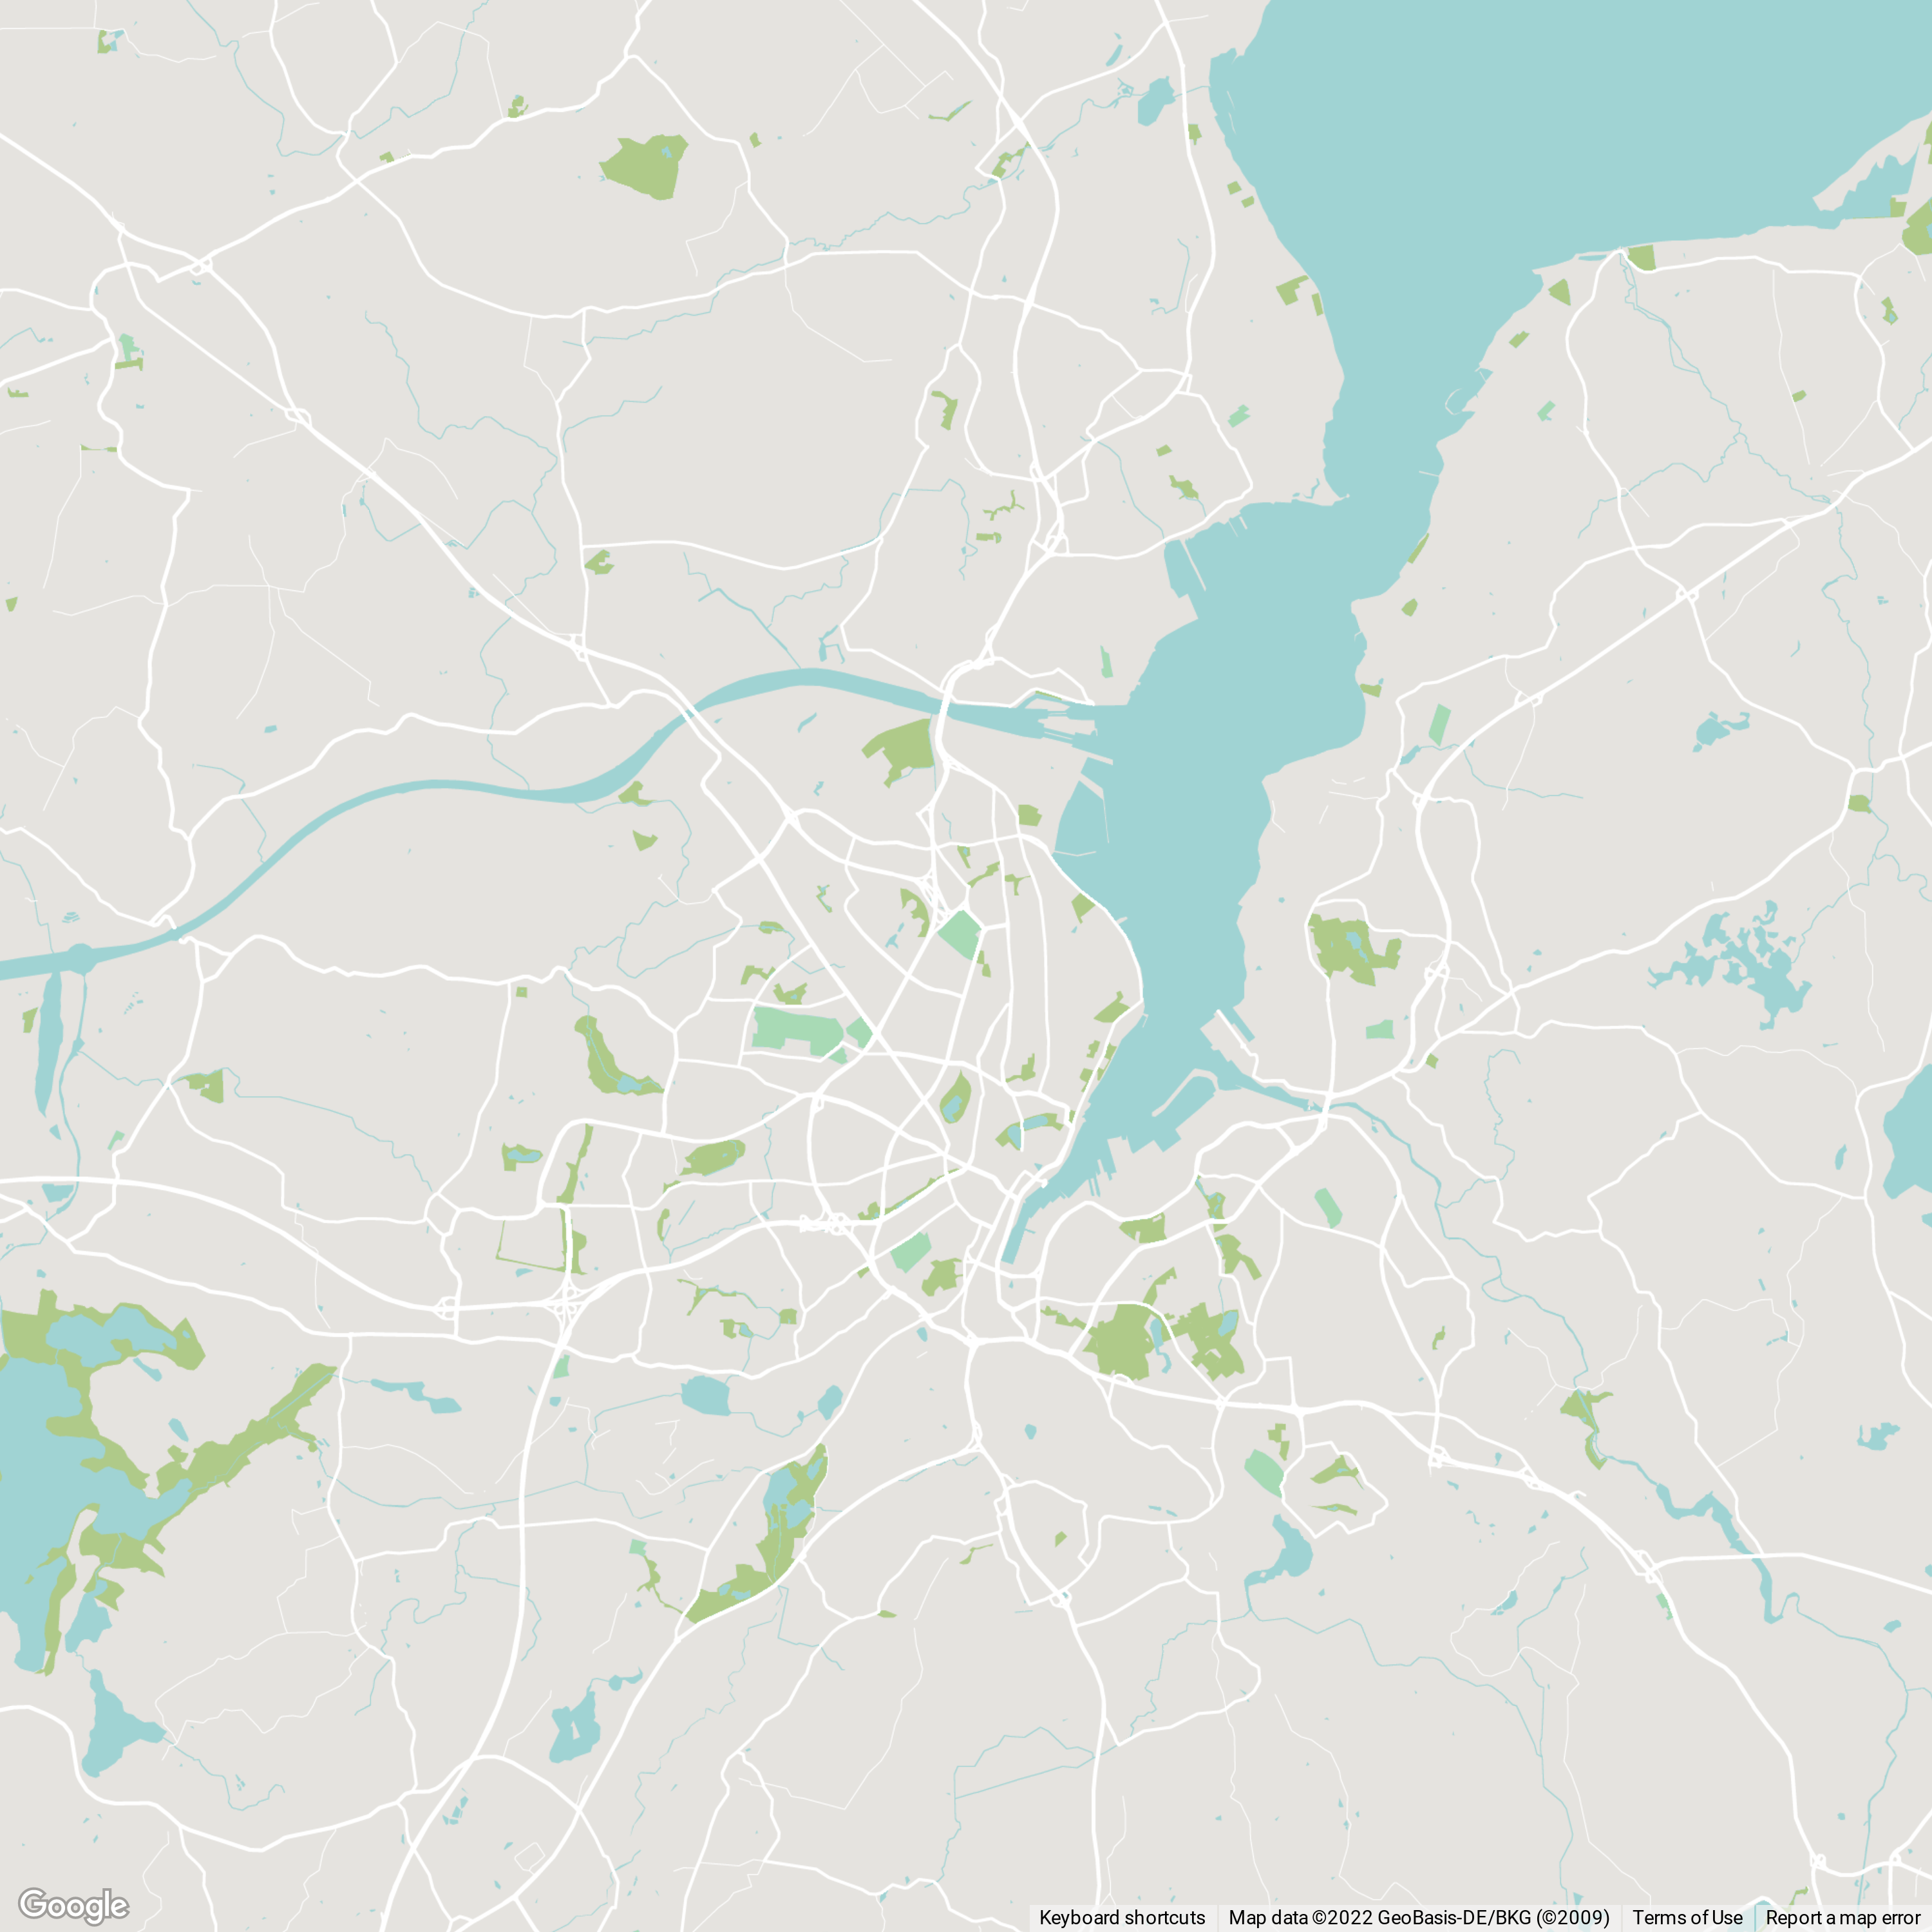 Google
Keyboard shortcuts
Map data ©2022 GeoBasis-DE/BKG (©2009)
Terms of Use
Report a map error